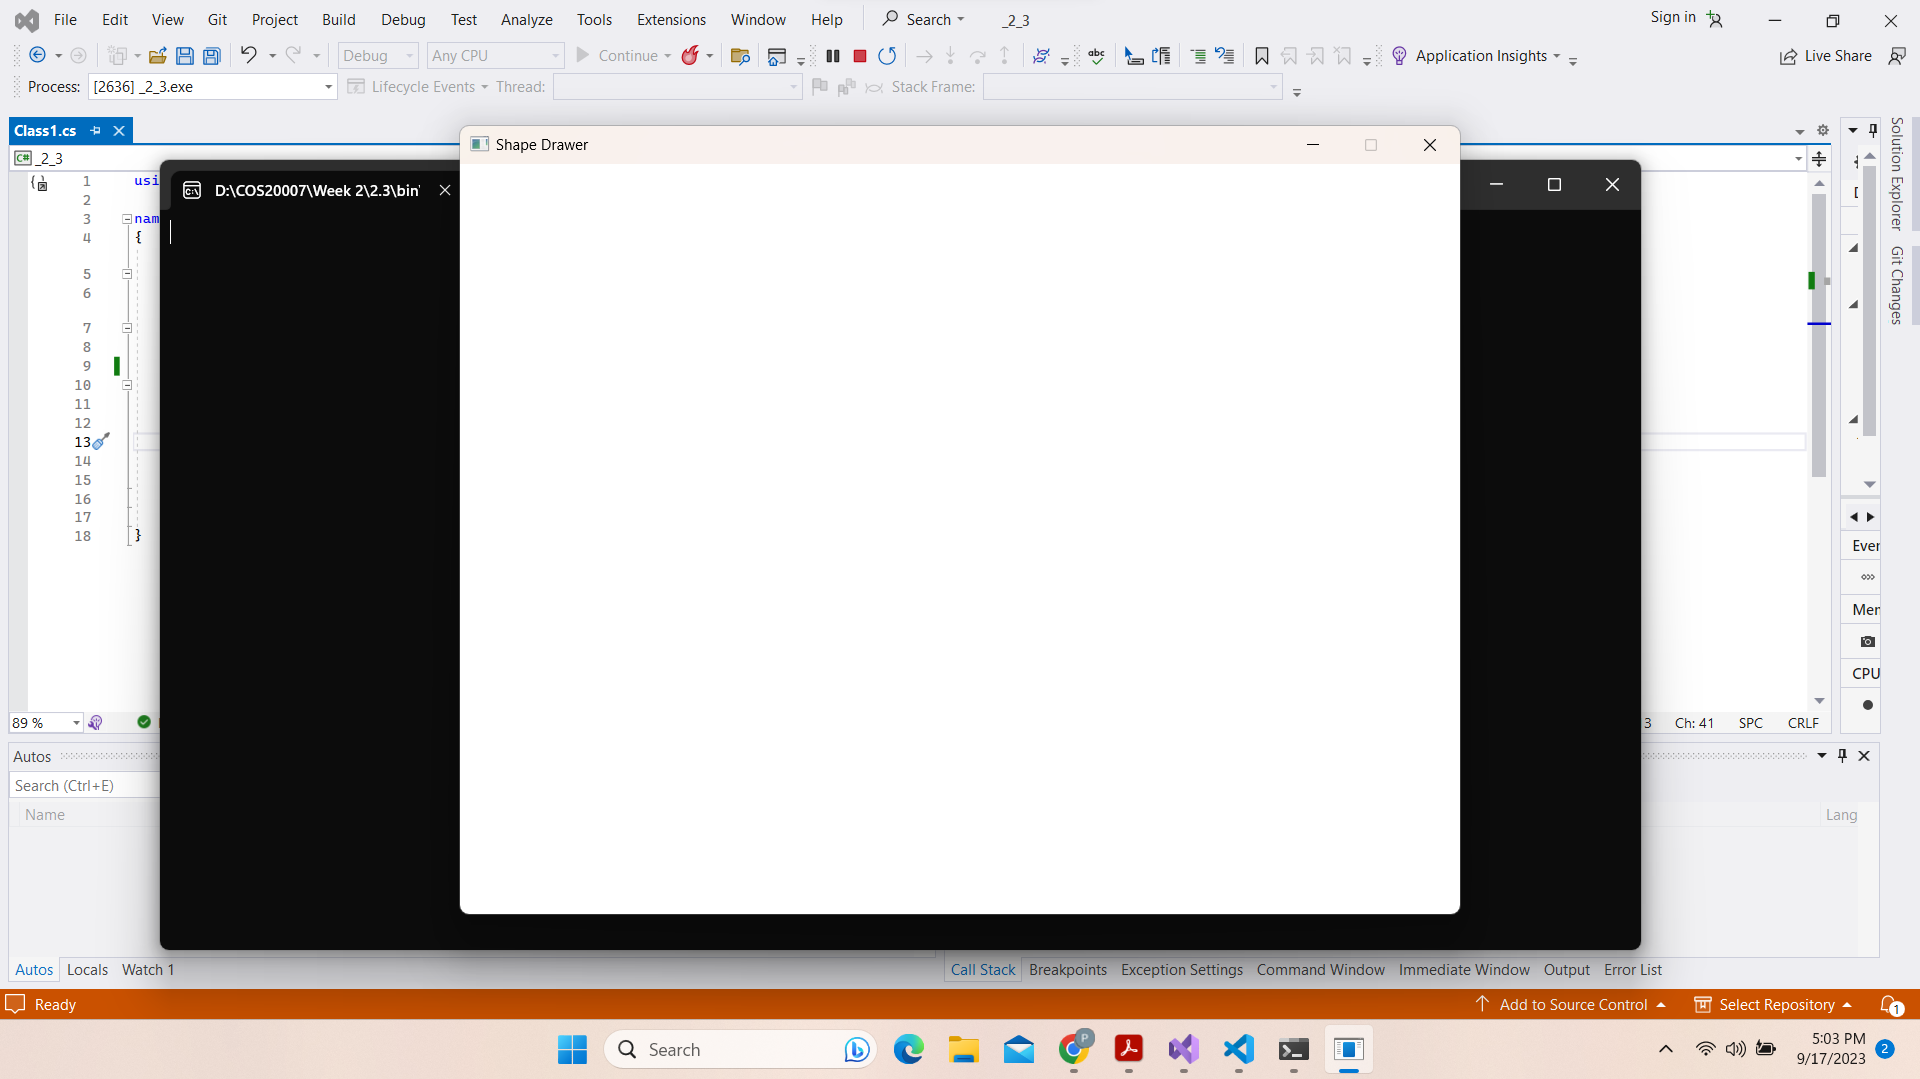 File Edit View Git Project Build Debug Test Analyze Tools Extensions Window Help Search _2_3 Sign in
Debug Any CPU Continue Application Insights Live Share
Process: [2636] _2_3.exe Lifecycle Events Thread: Stack Frame:
Class1.cs
Shape Drawer
C# _2_3
D:\COS20007\Week 2\2.3\bin\
1 usi
2
3 nam
4 {
5
6
7
8
9
10
11
12
13
14
15
16
17
18 }
Solution Explorer
Git Changes
Ever
Mer
CPU
89 % 3 Ch: 41 SPC CRLF
Autos
Search (Ctrl+E)
Name Lang
Autos Locals Watch 1 Call Stack Breakpoints Exception Settings Command Window Immediate Window Output Error List
Ready Add to Source Control Select Repository 1
Search P 5:03 PM
9/17/2023 2